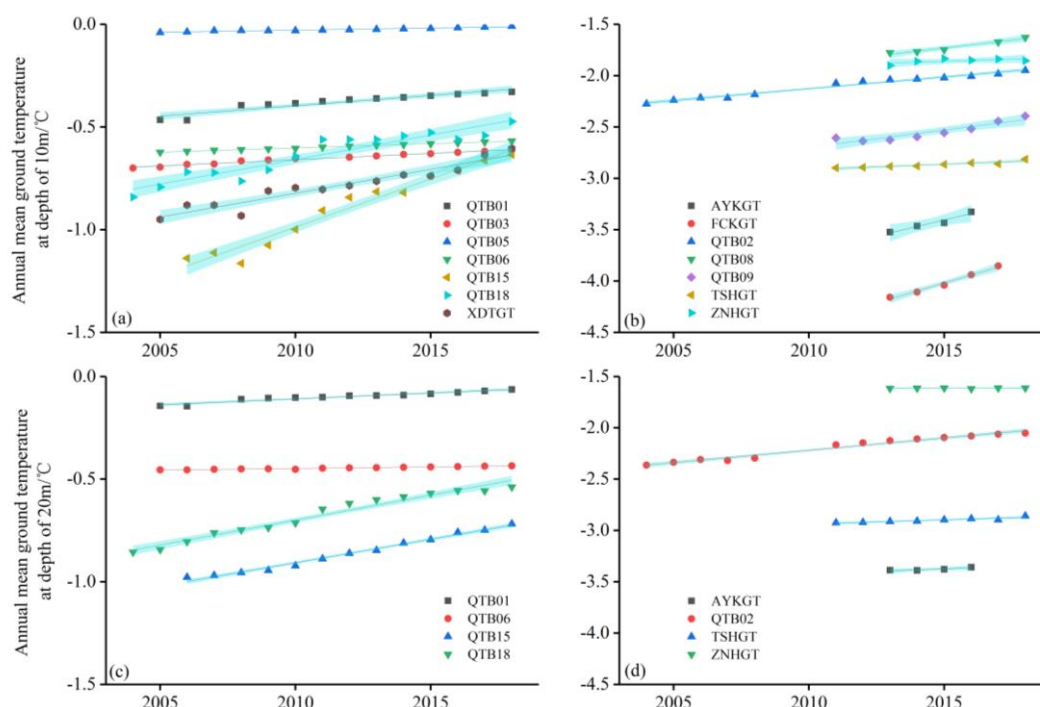 Annual mean ground temperature
at depth of 10m/℃
0.0
-0.5
-1.0
-1.5
2005
2010
2015
(a)
QTB01
QTB03
QTB05
QTB06
QTB15
QTB18
XDTGT
-1.5
-2.0
-2.5
-3.0
-3.5
-4.0
-4.5
2005
2010
2015
(b)
AYKGT
FCKGT
QTB02
QTB08
QTB09
TSHGT
ZNHGT
Annual mean ground temperature
at depth of 20m/℃
0.0
-0.5
-1.0
-1.5
2005
2010
2015
(c)
QTB01
QTB06
QTB15
QTB18
-1.5
-2.0
-2.5
-3.0
-3.5
-4.0
-4.5
2005
2010
2015
(d)
AYKGT
QTB02
TSHGT
ZNHGT